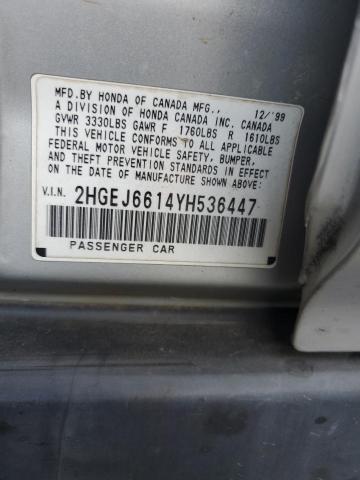 MFD.BY HONDA OF CANADA MFG., 12/'99
A DIVISION OF HONDA CANADA INC. CANADA
GVWR 3330LBS GAWR F 1760LBS R 1610LBS
THIS VEHICLE CONFORMS TO ALL APPLICABLE
FEDERAL MOTOR VEHICLE SAFETY, BUMPER,
AND THEFT PREVENTION STANDARDS IN EFFECT
ON THE DATE OF MANUFACTURE SHOWN ABOVE.
V.I.N. 2HGEJ6614YH536447
PASSENGER CAR